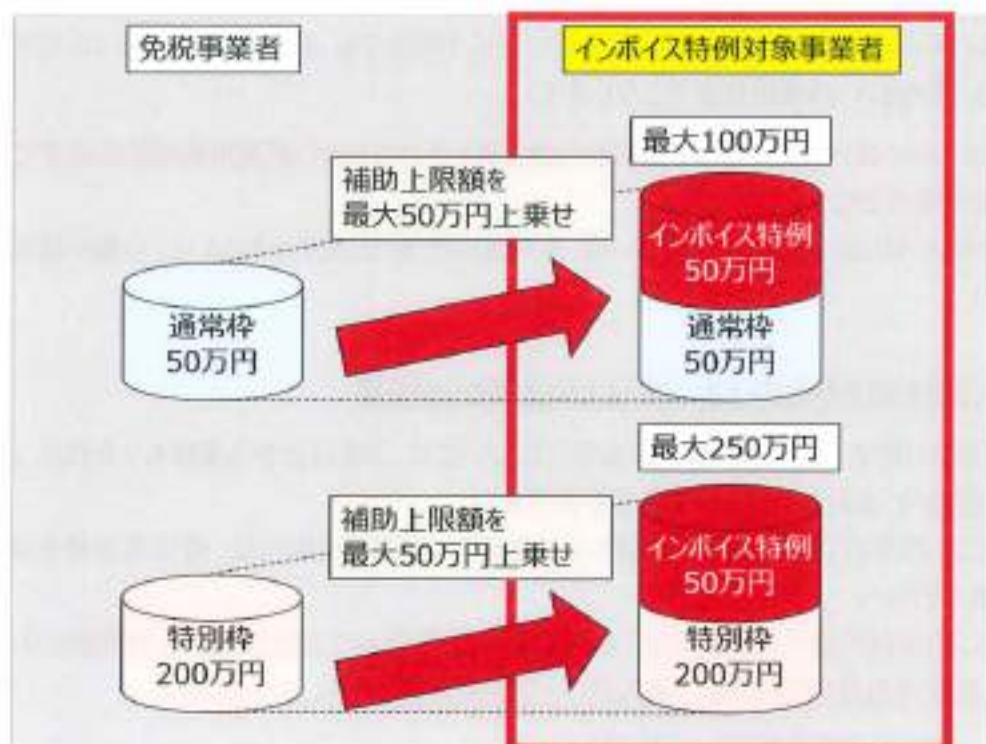 免税事業者
インボイス特例対象事業者
最大100万円
補助上限額を
最大50万円上乗せ
インボイス特例
50万円
通常枠
50万円
通常枠
50万円
最大250万円
補助上限額を
最大50万円上乗せ
インボイス特例
50万円
特別枠
200万円
特別枠
200万円